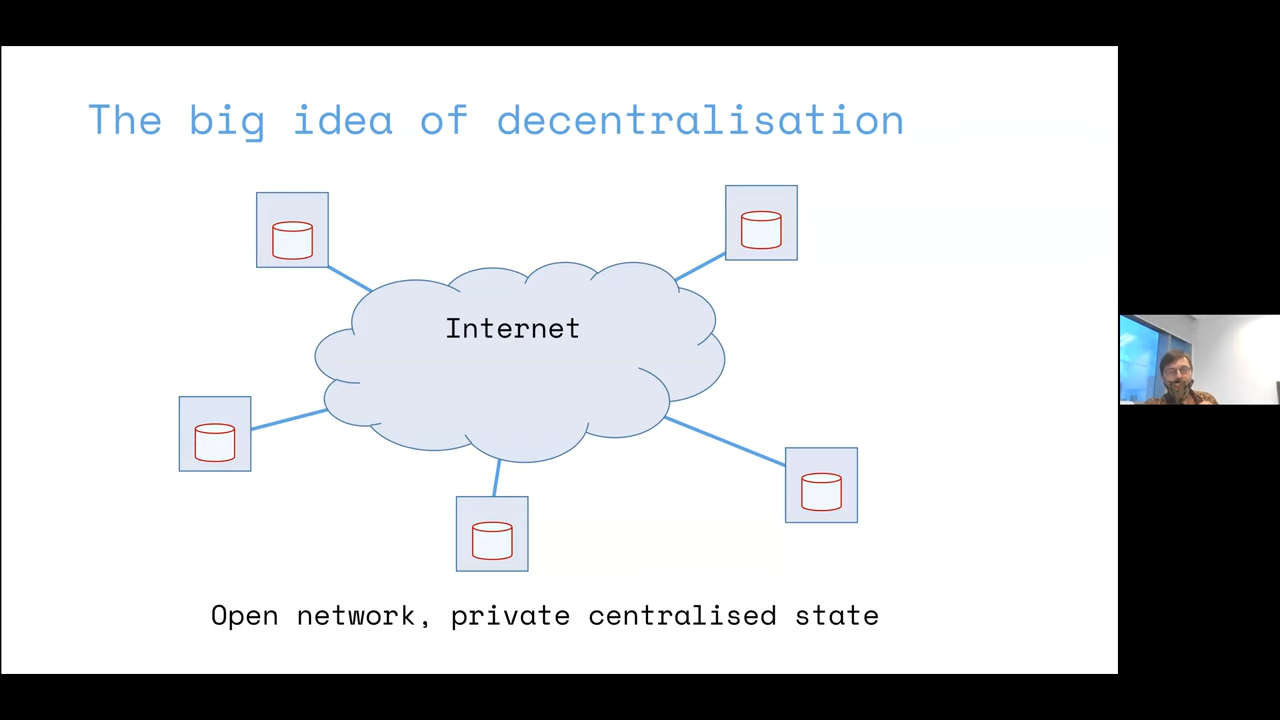 The big idea of decentralisation
Internet
Open network, private centralised state